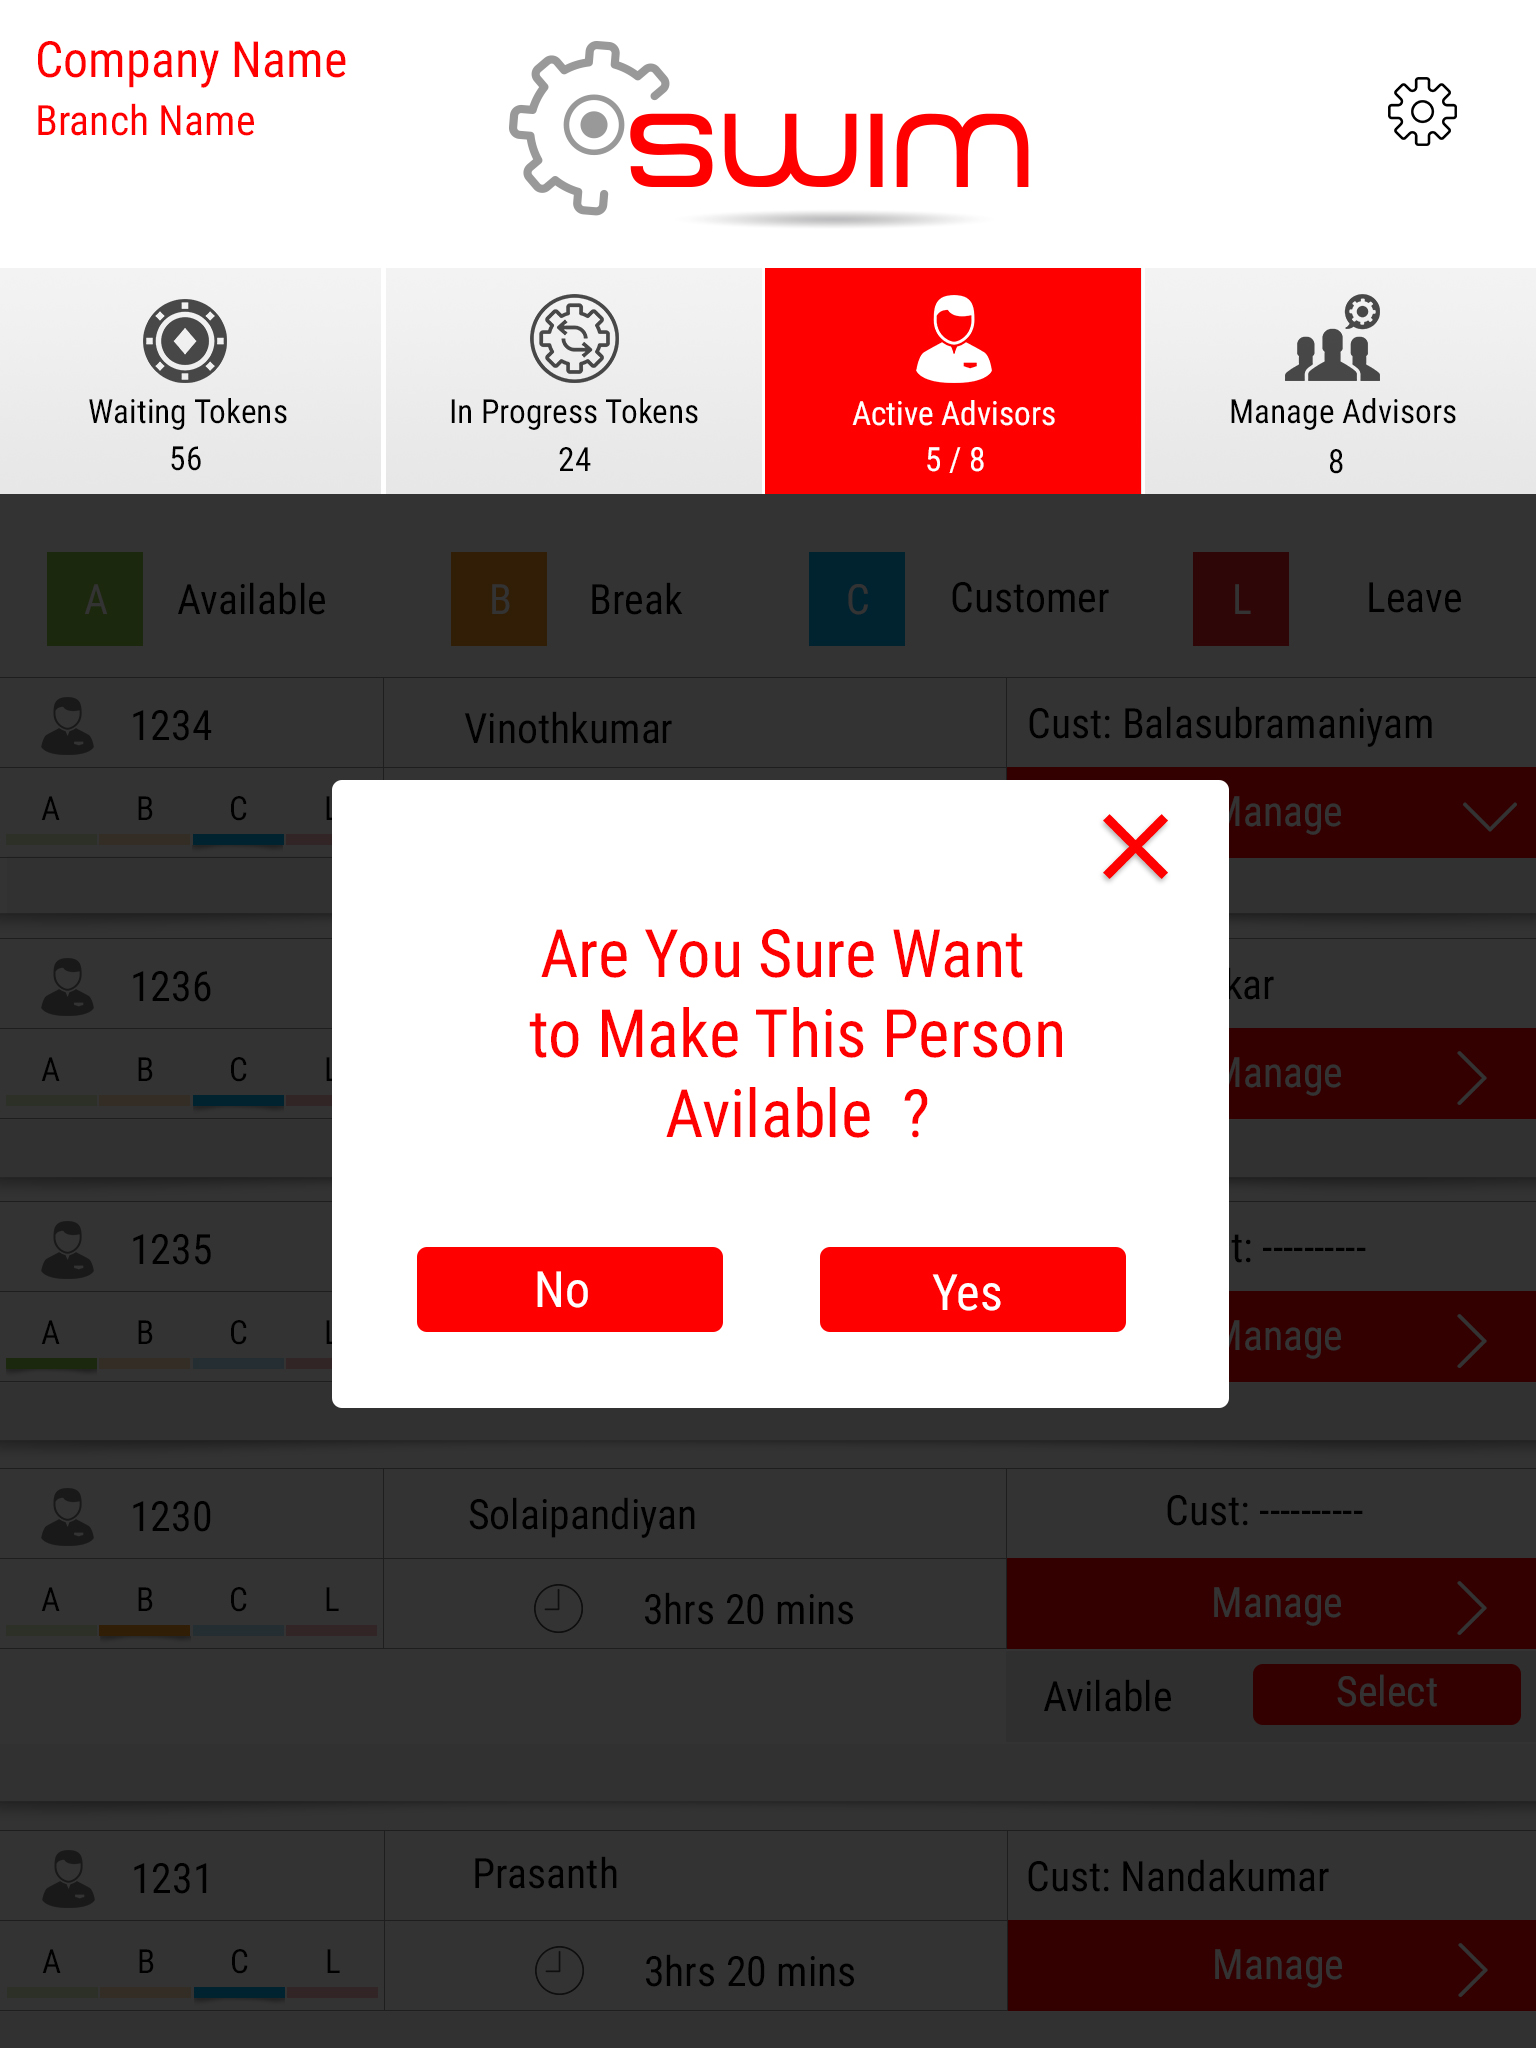 Company Name
Branch Name
swim
Waiting Tokens
56
In Progress Tokens
24
Active Advisors
5 / 8
Manage Advisors
8
A Available B Break C Customer L Leave
1234 Vinothkumar Cust: Balasubramaniyam
A B C L Manage
Are You Sure Want
to Make This Person
Avilable ?
No Yes
1236
A B C Manage
1235 ----------
A B C Manage
1230 Solaipandiyan Cust: ----------
A B C L 3hrs 20 mins Manage
Avilable Select
1231 Prasanth Cust: Nandakumar
A B C L 3hrs 20 mins Manage